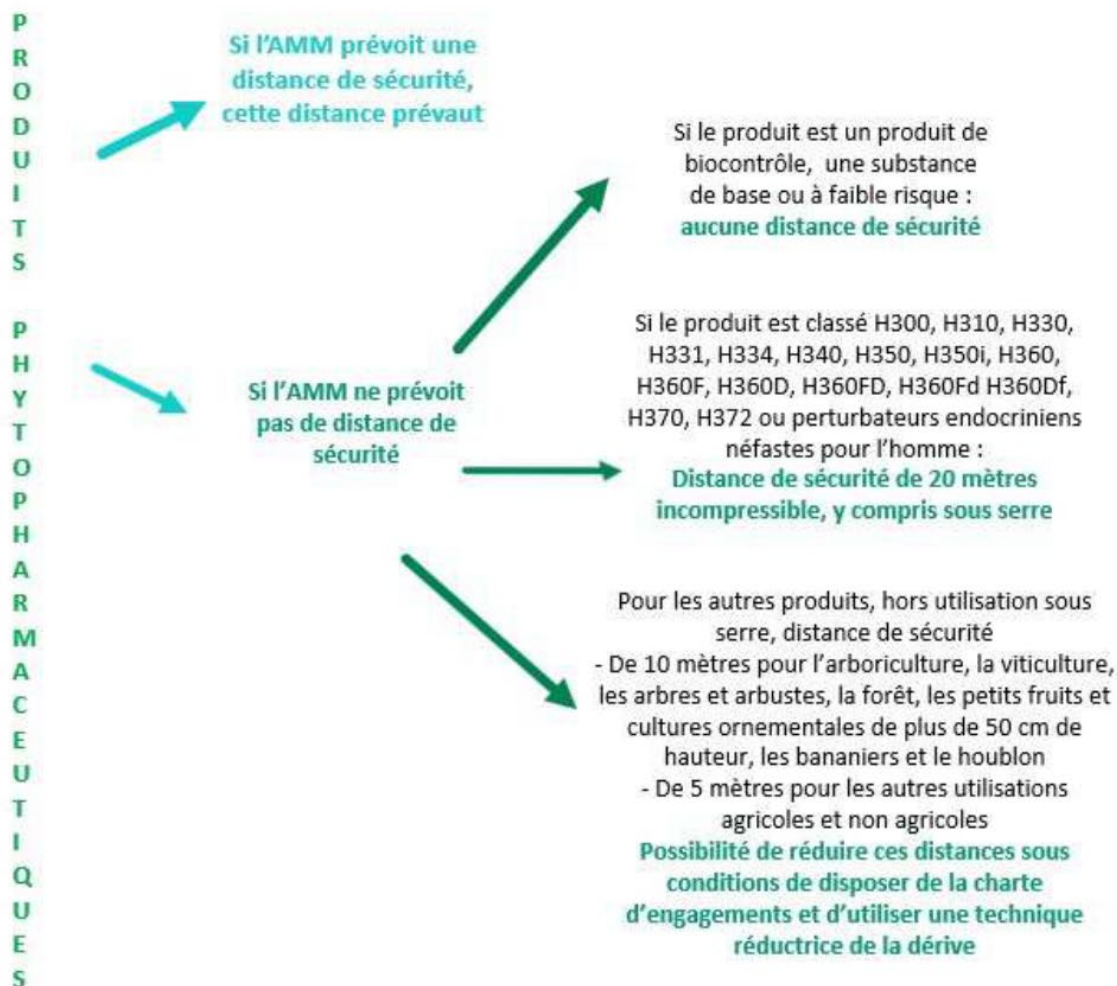 PRODUITS PHYTOPHARMACEUTIQUES
Si l'AMM prévoit une
distance de sécurité,
cette distance prévaut
Si l'AMM ne prévoit
pas de distance de
sécurité
Si le produit est un produit de
biocontrôle, une substance
de base ou à faible risque :
aucune distance de sécurité
Si le produit est classé H300, H310, H330,
H331, H334, H340, H350, H350i, H360,
H360F, H360D, H360FD, H360Fd H360Df,
H370, H372 ou perturbateurs endocriniens
néfastes pour l'homme :
Distance de sécurité de 20 mètres
incompressible, y compris sous serre
Pour les autres produits, hors utilisation sous
serre, distance de sécurité
- De 10 mètres pour l'arboriculture, la viticulture,
les arbres et arbustes, la forêt, les petits fruits et
cultures ornementales de plus de 50 cm de
hauteur, les bananiers et le houblon
- De 5 mètres pour les autres utilisations
agricoles et non agricoles
Possibilité de réduire ces distances sous
conditions de disposer de la charte
d'engagements et d'utiliser une technique
réductrice de la dérive